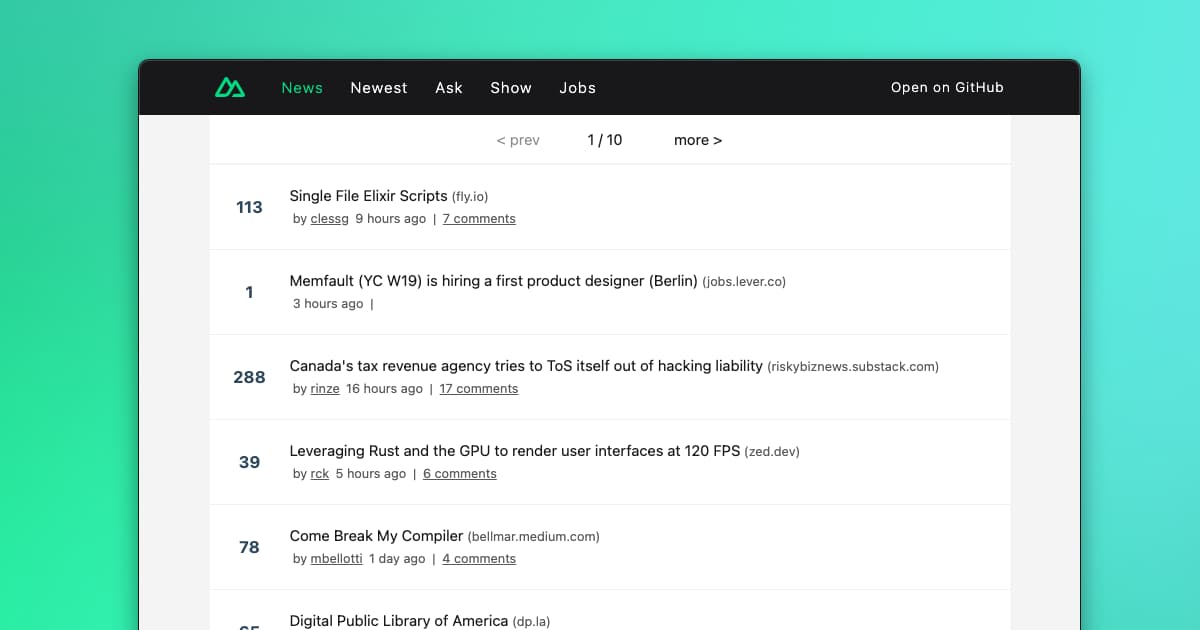 News Newest Ask Show Jobs Open on GitHub
< prev 1 / 10 more >
Single File Elixir Scripts (fly.io)
113
by clessg 9 hours ago | 7 comments
Memfault (YC W19) is hiring a first product designer (Berlin) (jobs.lever.co)
1
3 hours ago |
Canada's tax revenue agency tries to ToS itself out of hacking liability (riskybiznews.substack.com)
288
by rinze 16 hours ago | 17 comments
Leveraging Rust and the GPU to render user interfaces at 120 FPS (zed.dev)
39
by rck 5 hours ago | 6 comments
Come Break My Compiler (bellmar.medium.com)
78
by mbellotti 1 day ago | 4 comments
Digital Public Library of America (dp.la)